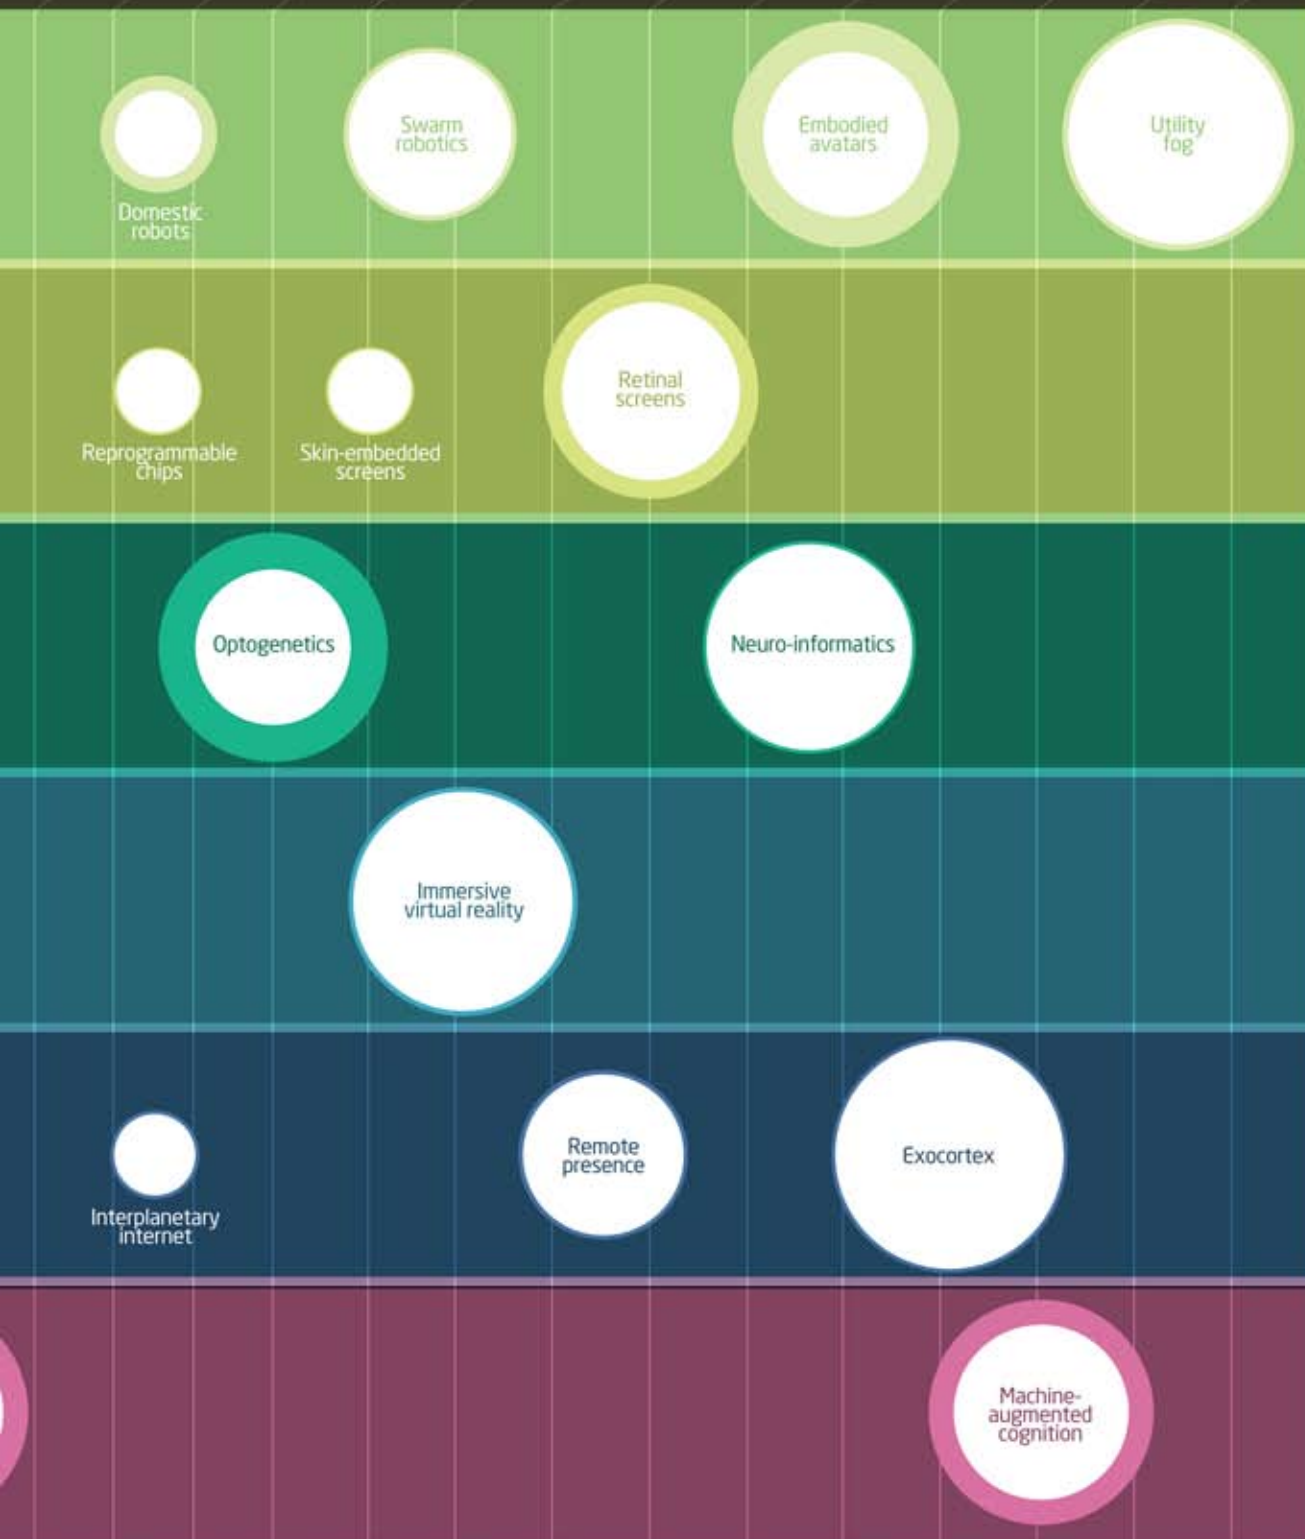 Swarm
robotics
Embodied
avatars
Utility
fog
Domestic
robots
Retinal
screens
Reprogrammable
chips
Skin-embedded
screens
Optogenetics
Neuro-informatics
Immersive
virtual reality
Remote
presence
Exocortex
Interplanetary
internet
Machine-
augmented
cognition